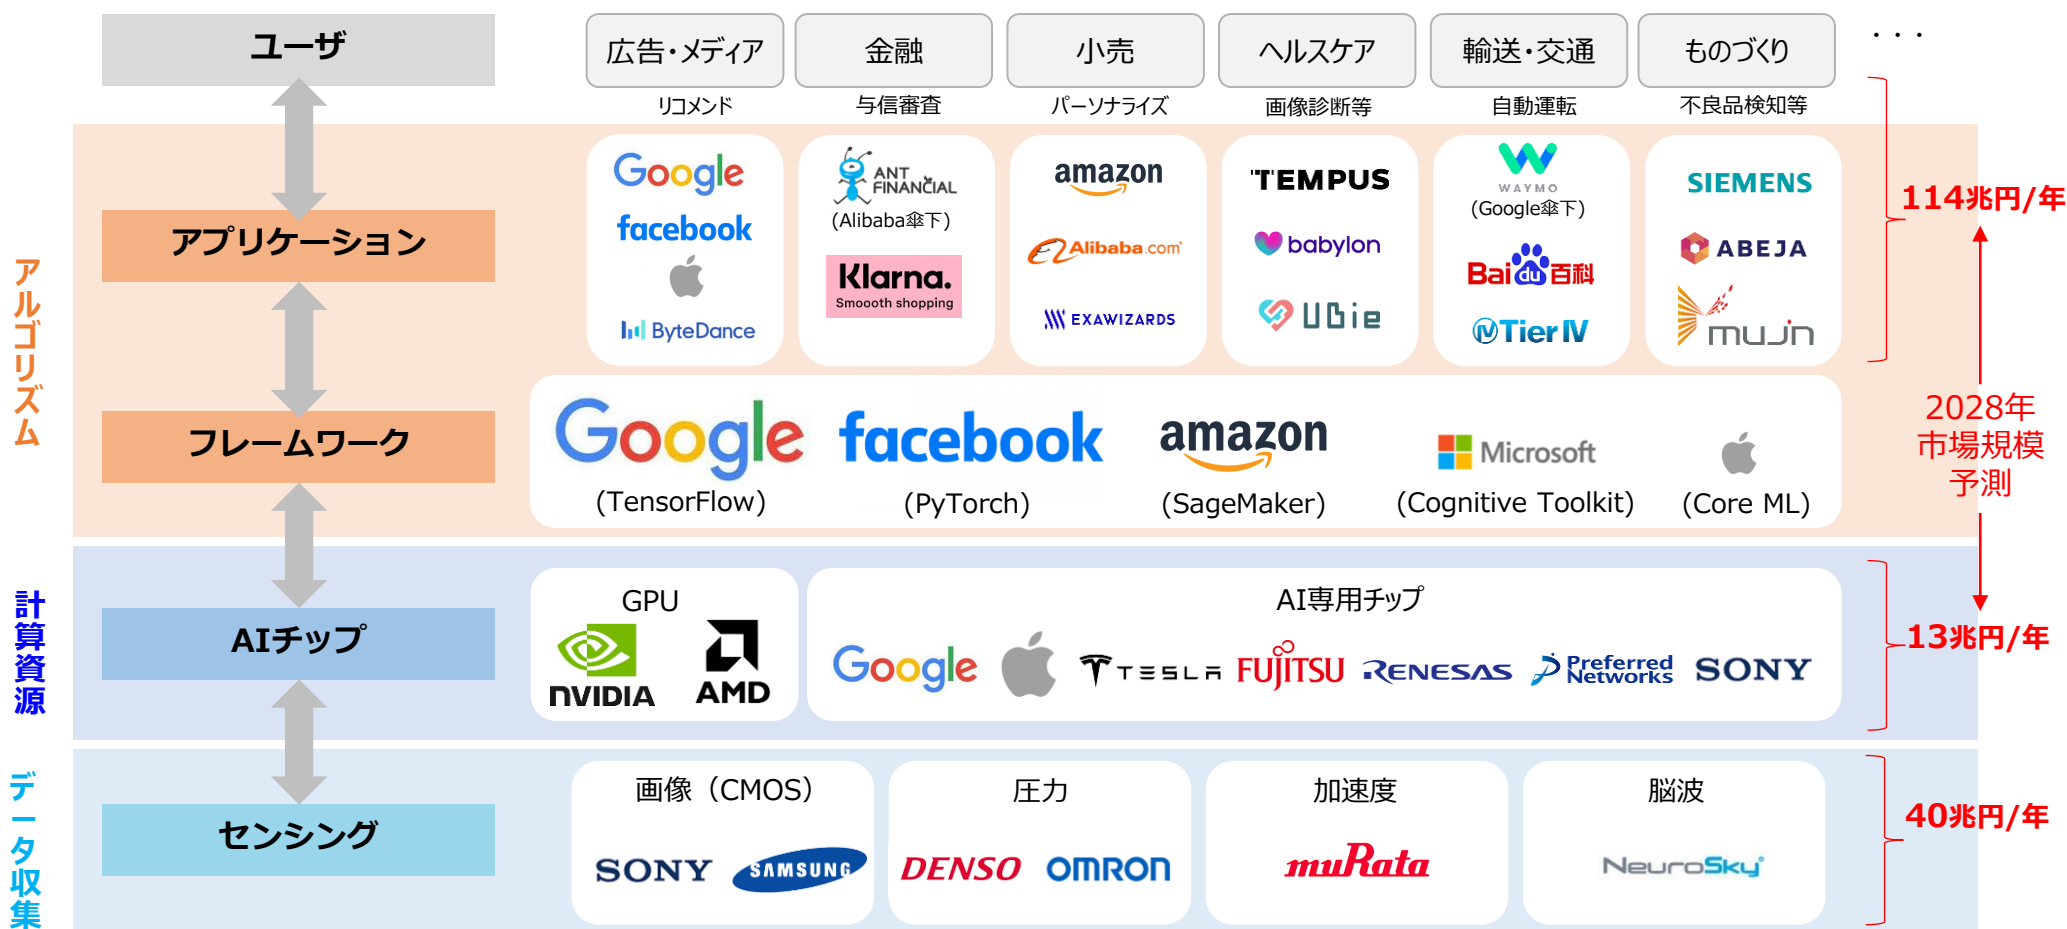 ユーザ
広告・メディア
金融
小売
ヘルスケア
輸送・交通
ものづくり
・・・
リコメンド
与信審査
パーソナライズ
画像診断等
自動運転
不良品検知等
アルゴリズム
アプリケーション
Google
facebook
ByteDance
ANT
FINANCIAL
(Alibaba傘下)
Klarna.
Smoooth shopping
amazon
Alibaba.com
EXAWIZARDS
TEMPUS
babylon
Ubie
WAYMO
(Google傘下)
Bai du 百科
Tier IV
SIEMENS
ABEJA
mujin
114兆円/年
フレームワーク
Google
(TensorFlow)
facebook
(PyTorch)
amazon
(SageMaker)
Microsoft
(Cognitive Toolkit)
(Core ML)
2028年
市場規模
予測
計算資源
AIチップ
GPU
NVIDIA
AMD
AI専用チップ
Google
TESLA
FUJITSU
RENESAS
Preferred
Networks
SONY
13兆円/年
データ収集
センシング
画像（CMOS）
SONY
SAMSUNG
圧力
DENSO
OMRON
加速度
muRata
脳波
NeuroSky
40兆円/年